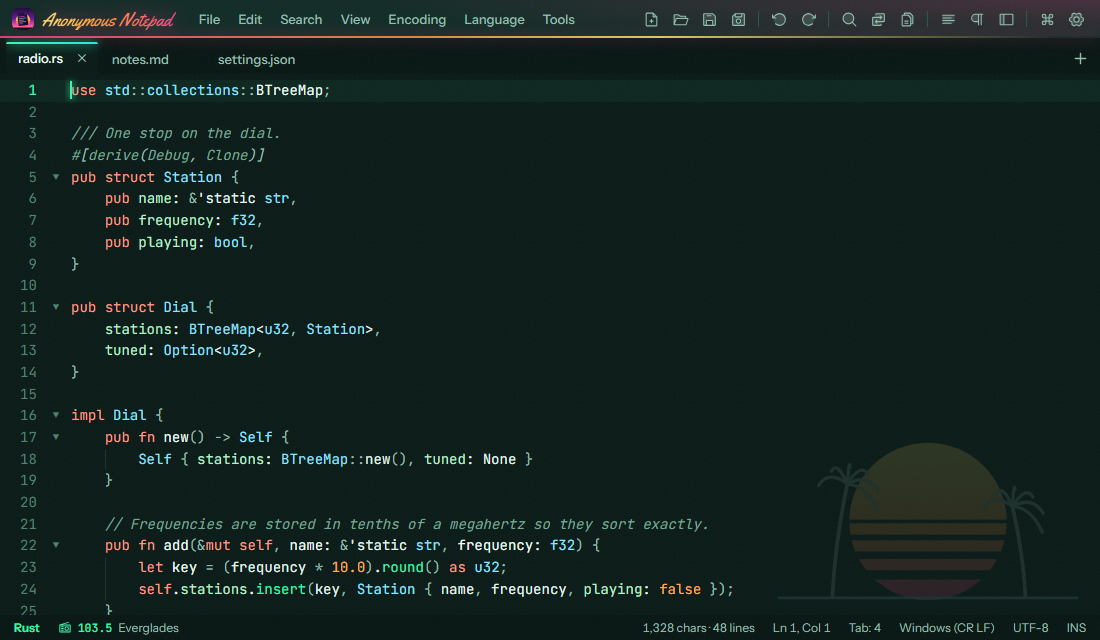 Anonymous Notepad File Edit Search View Encoding Language Tools
radio.rs notes.md settings.json
1 use std::collections::BTreeMap;
2
3 /// One stop on the dial.
4 #[derive(Debug, Clone)]
5 pub struct Station {
6     pub name: &'static str,
7     pub frequency: f32,
8     pub playing: bool,
9 }
10
11 pub struct Dial {
12     stations: BTreeMap<u32, Station>,
13     tuned: Option<u32>,
14 }
15
16 impl Dial {
17     pub fn new() -> Self {
18         Self { stations: BTreeMap::new(), tuned: None }
19     }
20
21     // Frequencies are stored in tenths of a megahertz so they sort exactly.
22     pub fn add(&mut self, name: &'static str, frequency: f32) {
23         let key = (frequency * 10.0).round() as u32;
24         self.stations.insert(key, Station { name, frequency, playing: false });
25     }
Rust 103.5 Everglades 1,328 chars · 48 lines Ln 1, Col 1 Tab: 4 Windows (CR LF) UTF-8 INS